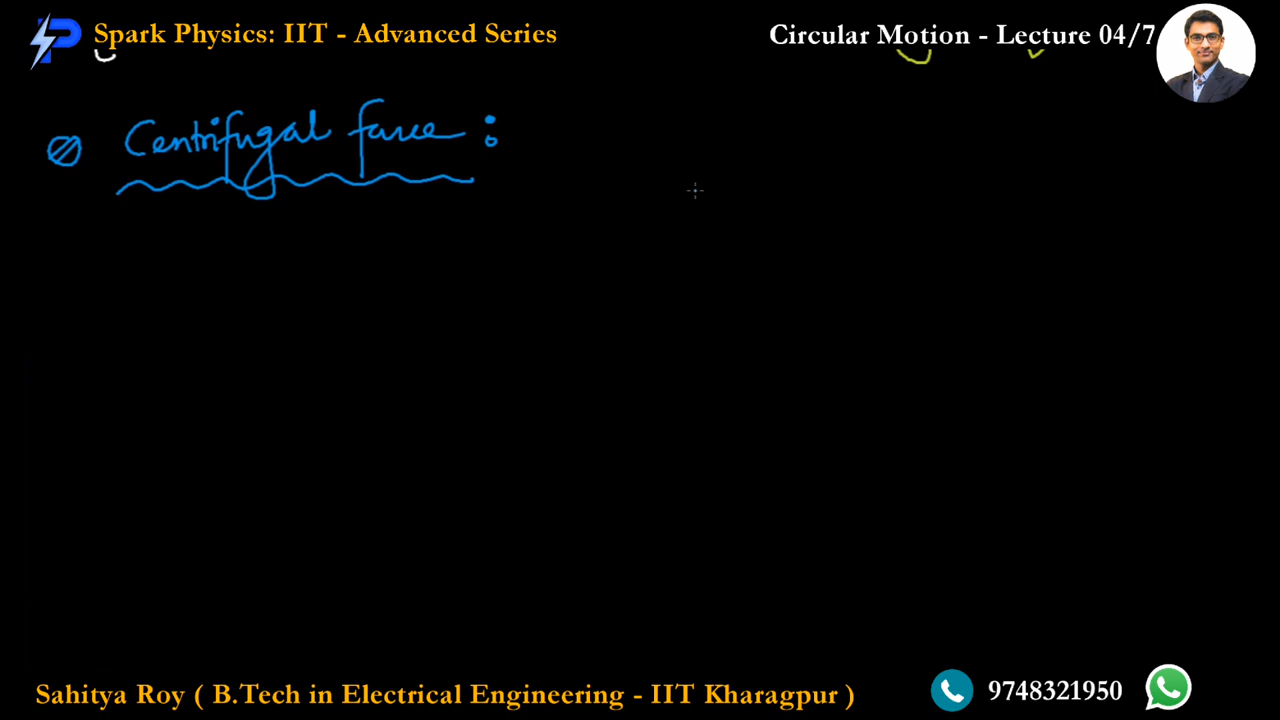 Spark Physics: IIT - Advanced Series
Circular Motion - Lecture 04/7
Centrifugal force :
Sahitya Roy ( B.Tech in Electrical Engineering - IIT Kharagpur )
9748321950